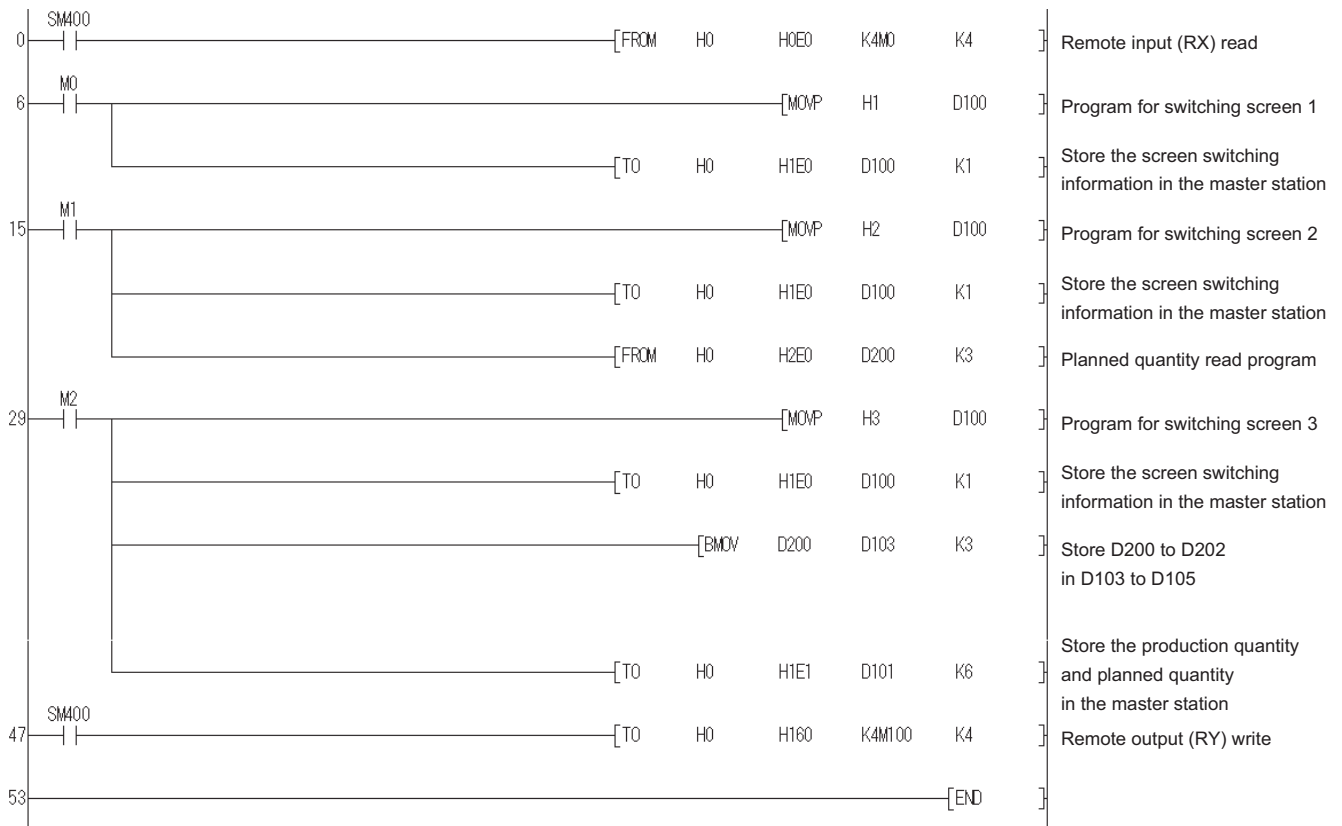 SM400
0 [FROM H0 H0E0 K4M0 K4 ] Remote input (RX) read
M0
6 [MOVP H1 D100 ] Program for switching screen 1
Store the screen switching
[TO H0 H1E0 D100 K1 ]
information in the master station
M1
15 [MOVP H2 D100 ] Program for switching screen 2
Store the screen switching
[TO H0 H1E0 D100 K1 ]
information in the master station
[FROM H0 H2E0 D200 K3 ] Planned quantity read program
M2
29 [MOVP H3 D100 ] Program for switching screen 3
Store the screen switching
[TO H0 H1E0 D100 K1 ]
information in the master station
[BMOV D200 D103 K3 ] Store D200 to D202
in D103 to D105
Store the production quantity
[TO H0 H1E1 D101 K6 ] and planned quantity
in the master station
SM400
47 [TO H0 H160 K4M100 K4 ] Remote output (RY) write
53 [END ]